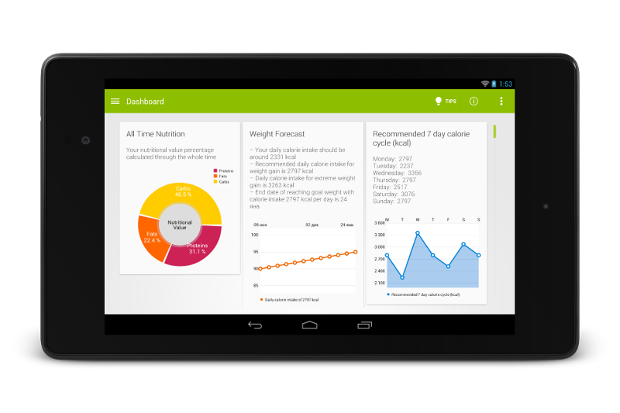 1:53
Dashboard
TIPS
All Time Nutrition
Your nutritional value percentage
calculated through the whole time
Proteins
Fats
Carbs
Carbs
46.5 %
Nutritional
Value
Fats
22.4 %
Proteins
31.1 %
Weight Forecast
– Your daily calorie intake should be
around 2331 kcal
– Recommended daily calorie intake for
weight gain is 2797 kcal
– Daily calorie intake for extreme weight
gain is 3263 kcal
– End date of reaching goal weight with
calorie intake 2797 kcal per day is 24
100
95
90
85
Daily calorie intake of 2797 kcal
Recommended 7 day calorie
cycle (kcal)
Monday: 2797
Tuesday: 2237
Wednesday: 3356
Thursday: 2797
Friday: 2517
Saturday: 3076
Sunday: 2797
W T W T F S S
3 600
3 300
3 000
2 700
2 400
2 100
Recommended 7 day calorie cycle (kcal)